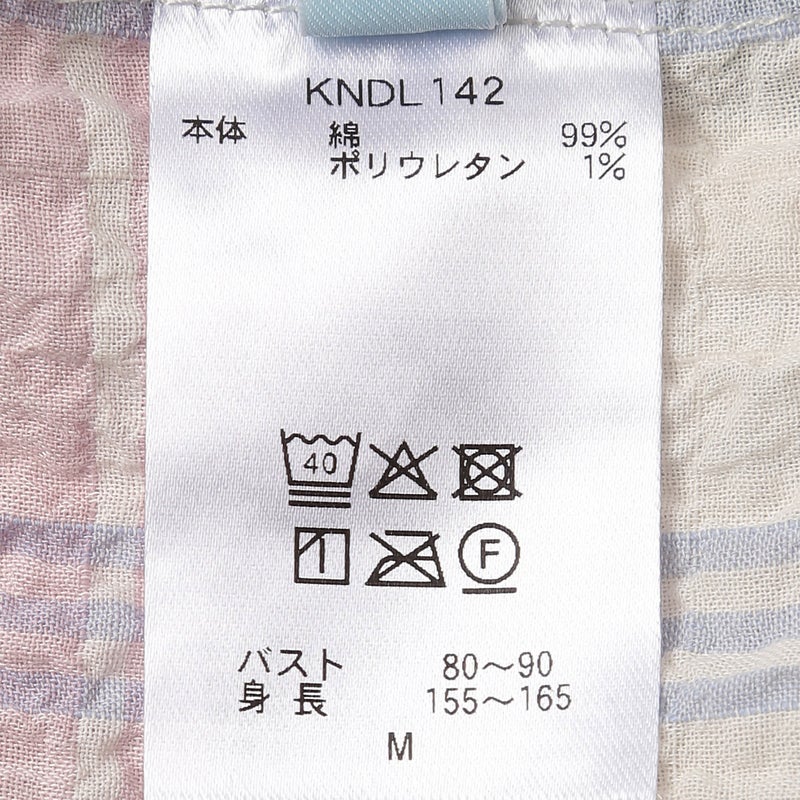 KNDL142
本体 綿 99%
ポリウレタン 1%
40
F
バスト 80〜90
身長 155〜165
M